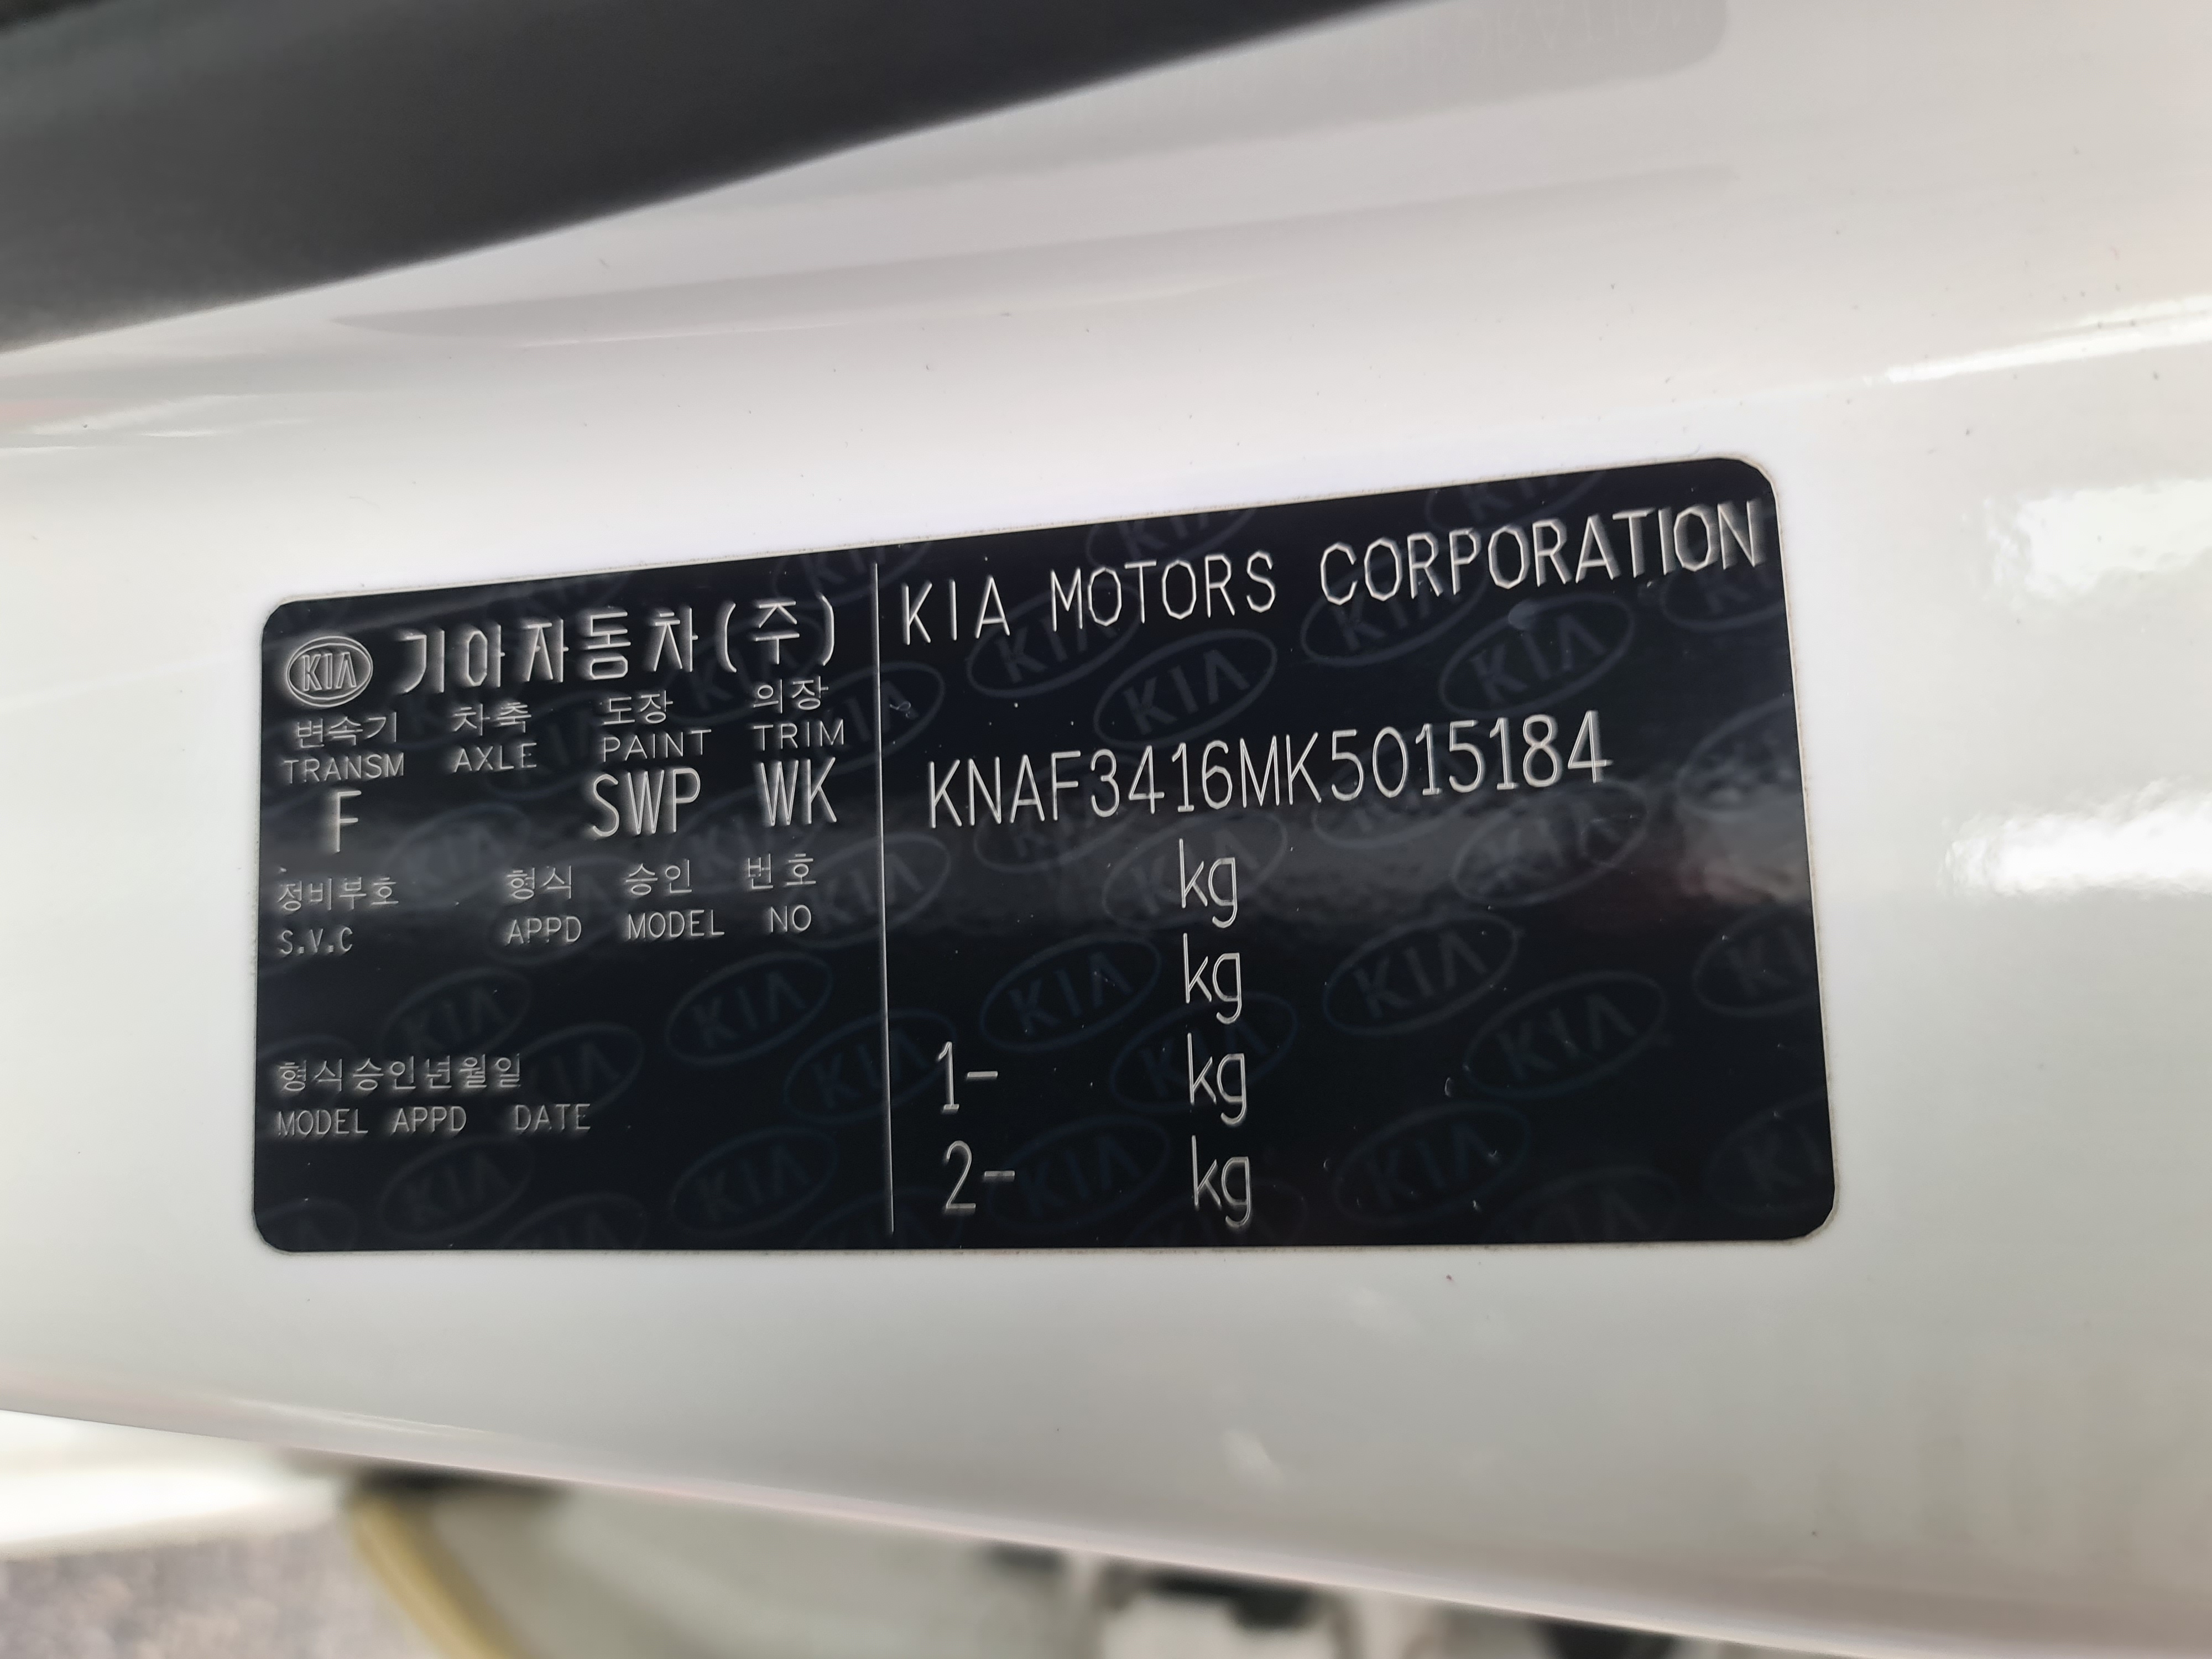 KIA 기아자동차(주)
변속기 차축 도장 의장
TRANSM AXLE PAINT TRIM
F SWP WK
정비부호 형식 승인 번호
S.V.C APPD MODEL NO
형식승인년월일
MODEL APPD DATE
KIA MOTORS CORPORATION
KNAF3416MK5015184
kg
kg
1- kg
2- kg